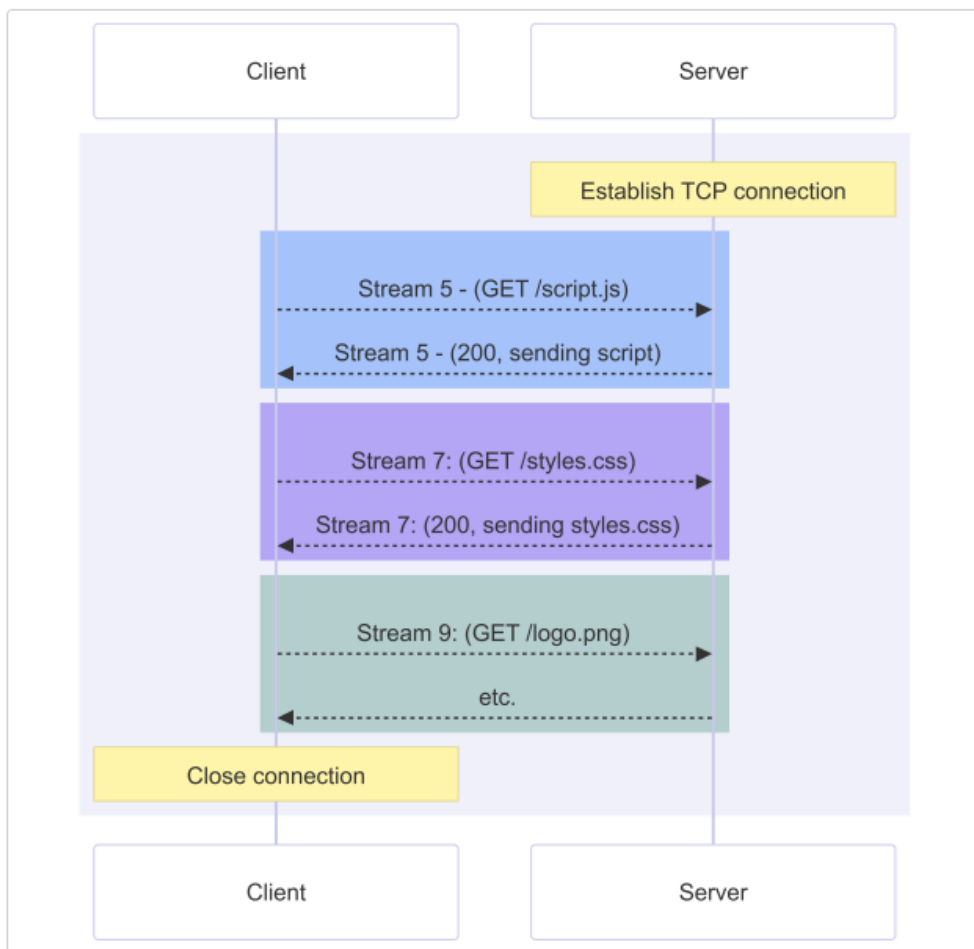 Client
Server
Establish TCP connection
Stream 5 - (GET /script.js)
Stream 5 - (200, sending script)
Stream 7: (GET /styles.css)
Stream 7: (200, sending styles.css)
Stream 9: (GET /logo.png)
etc.
Close connection
Client
Server